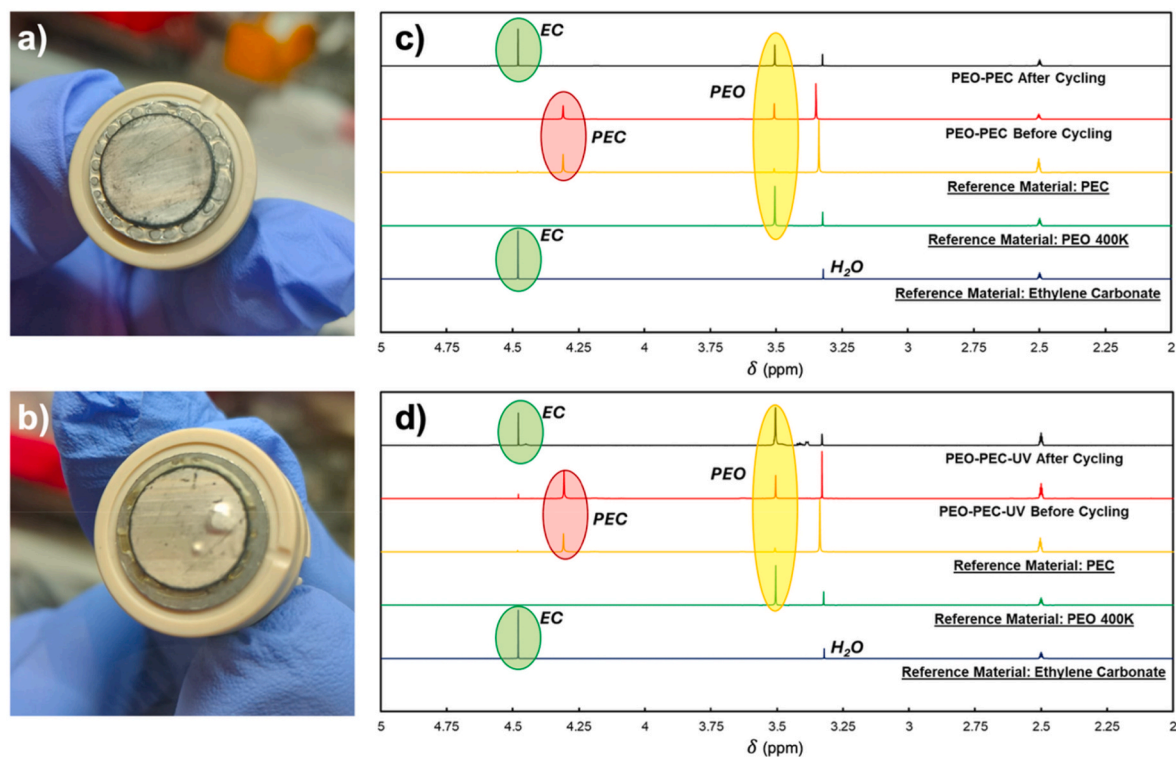 a)
c)
EC
PEO-PEC After Cycling
PEO
PEC
PEO-PEC Before Cycling
Reference Material: PEC
EC
Reference Material: PEO 400K
H₂O
Reference Material: Ethylene Carbonate
5 4.75 4.5 4.25 4 3.75 3.5 3.25 3 2.75 2.5 2.25 2
δ (ppm)
b)
d)
EC
PEO-PEC-UV After Cycling
PEO
PEO-PEC-UV Before Cycling
PEC
Reference Material: PEC
EC
Reference Material: PEO 400K
H₂O
Reference Material: Ethylene Carbonate
5 4.75 4.5 4.25 4 3.75 3.5 3.25 3 2.75 2.5 2.25 2
δ (ppm)